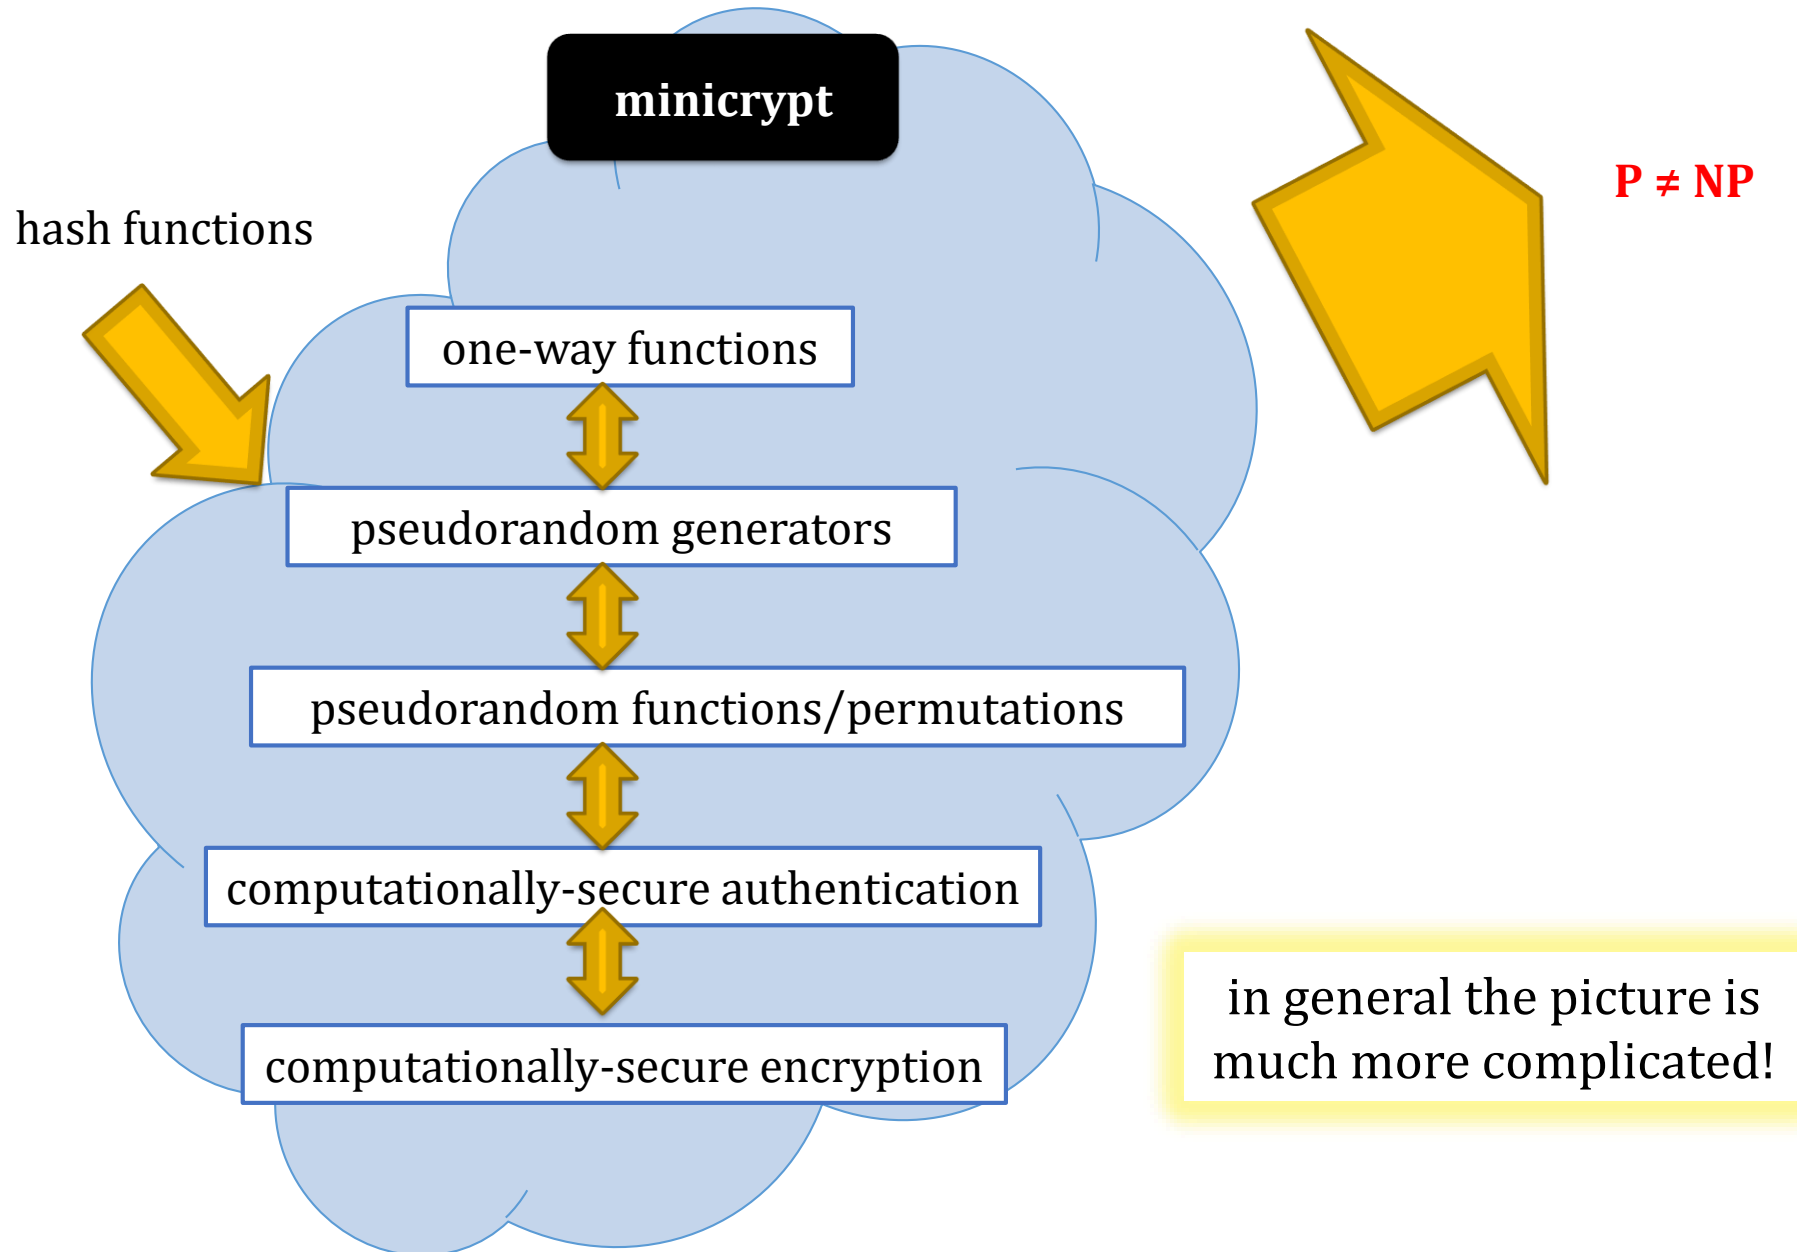 minicrypt
P ≠ NP
hash functions
one-way functions
pseudorandom generators
pseudorandom functions/permutations
computationally-secure authentication
computationally-secure encryption
in general the picture is
much more complicated!